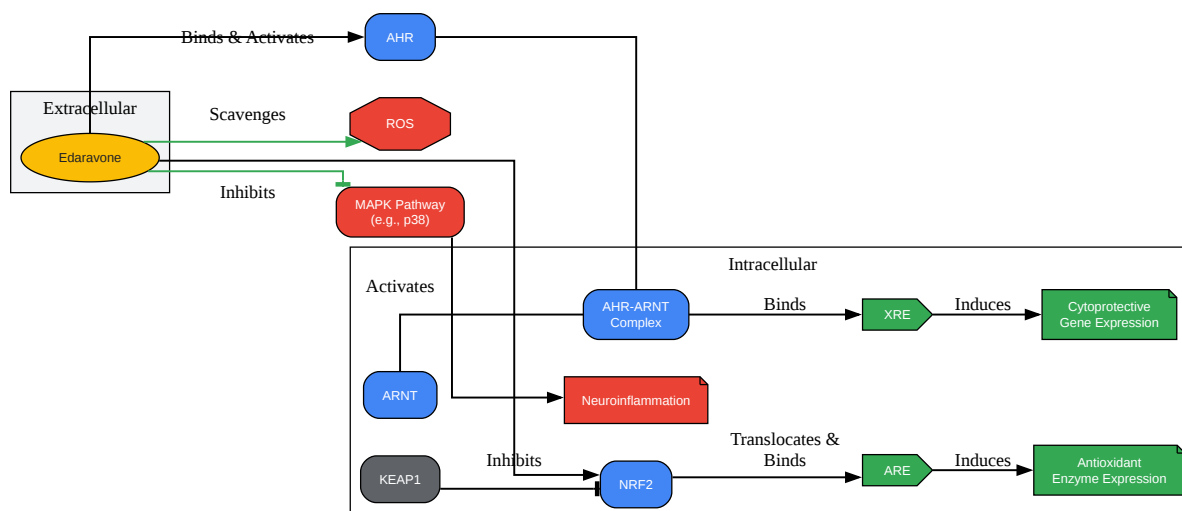 Binds & Activates
AHR
Extracellular
Edaravone
Scavenges
ROS
Inhibits
MAPK Pathway
(e.g., p38)
Intracellular
Activates
AHR-ARNT
Complex
Binds
XRE
Induces
Cytoprotective
Gene Expression
ARNT
Neuroinflammation
KEAP1
Inhibits
NRF2
Translocates &
Binds
ARE
Induces
Antioxidant
Enzyme Expression